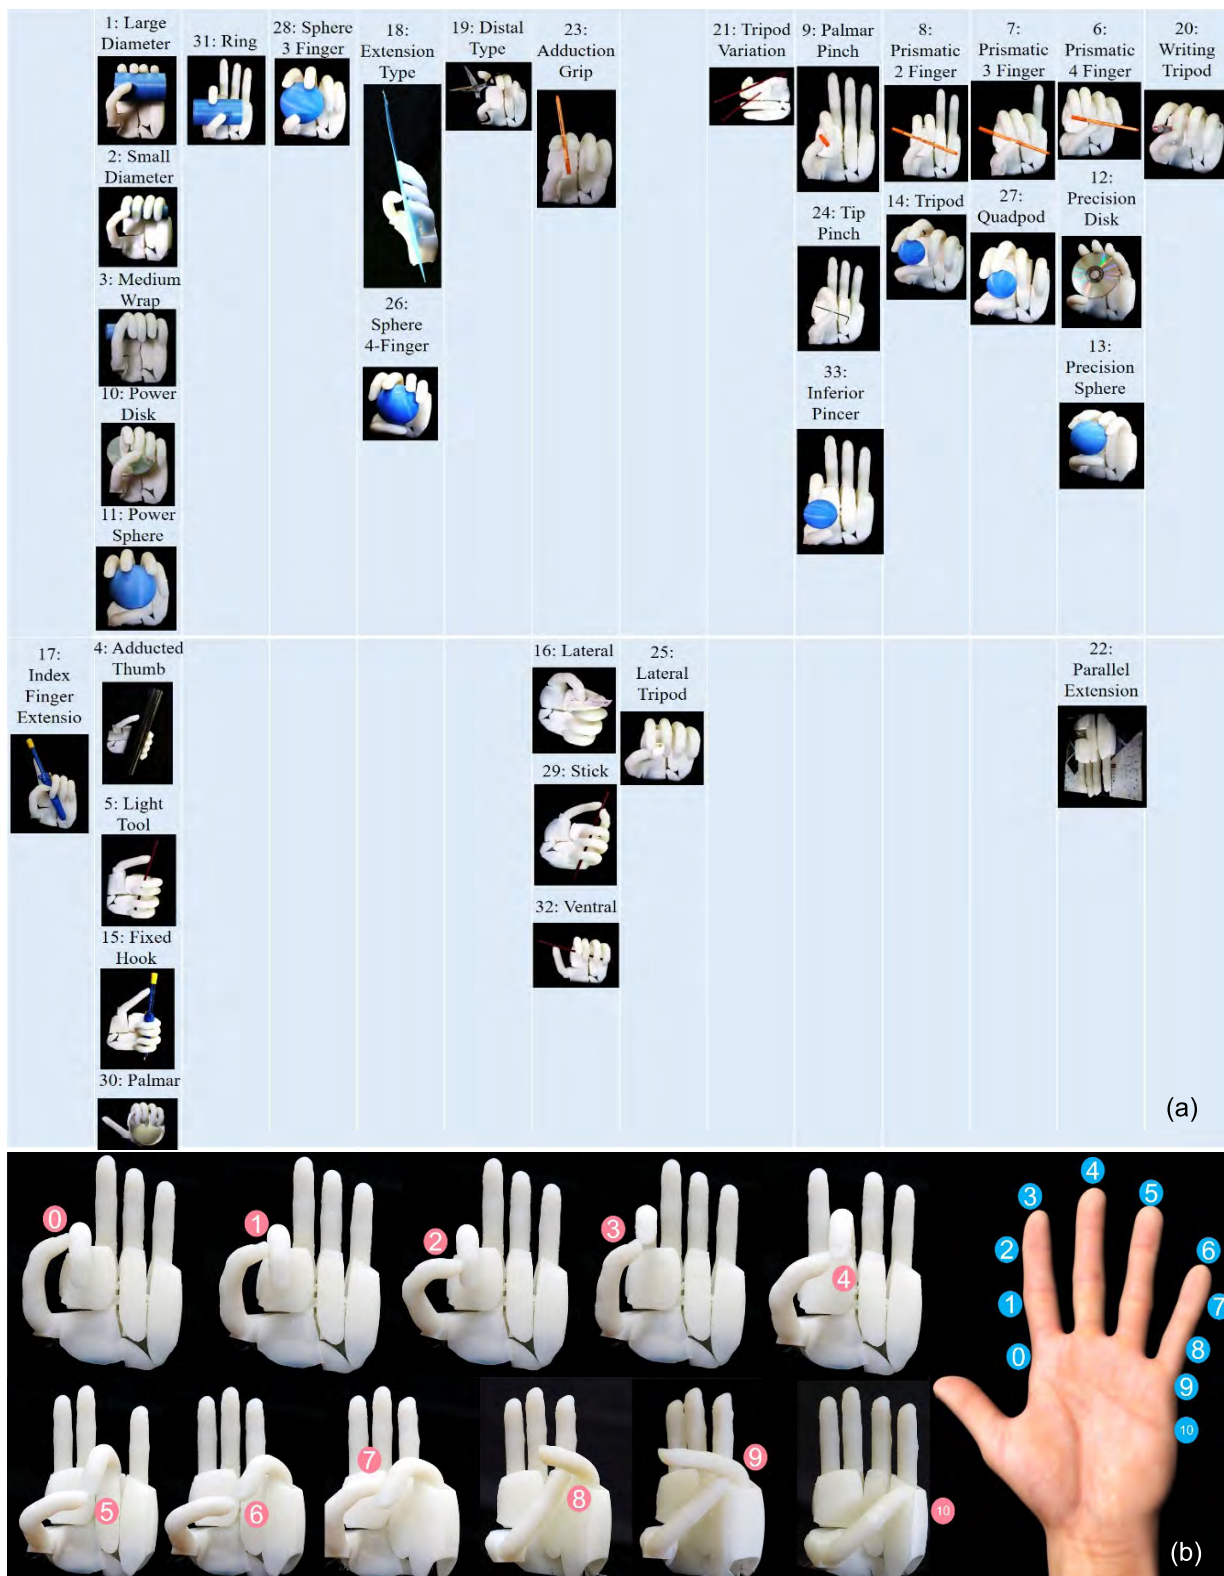 1: Large
Diameter
31: Ring
28: Sphere
3 Finger
18:
Extension
Type
19: Distal
Type
23:
Adduction
Grip
21: Tripod
Variation
9: Palmar
Pinch
8:
Prismatic
2 Finger
7:
Prismatic
3 Finger
6:
Prismatic
4 Finger
20:
Writing
Tripod
2: Small
Diameter
3: Medium
Wrap
10: Power
Disk
11: Power
Sphere
26:
Sphere
4-Finger
24: Tip
Pinch
33:
Inferior
Pincer
14: Tripod
27:
Quadpod
12:
Precision
Disk
13:
Precision
Sphere
17:
Index
Finger
Extensio
4: Adducted
Thumb
5: Light
Tool
15: Fixed
Hook
30: Palmar
16: Lateral
29: Stick
32: Ventral
25:
Lateral
Tripod
22:
Parallel
Extension
(a)
0
1
2
3
4
5
6
7
8
9
10
0
1
2
3
4
5
6
7
8
9
10
(b)